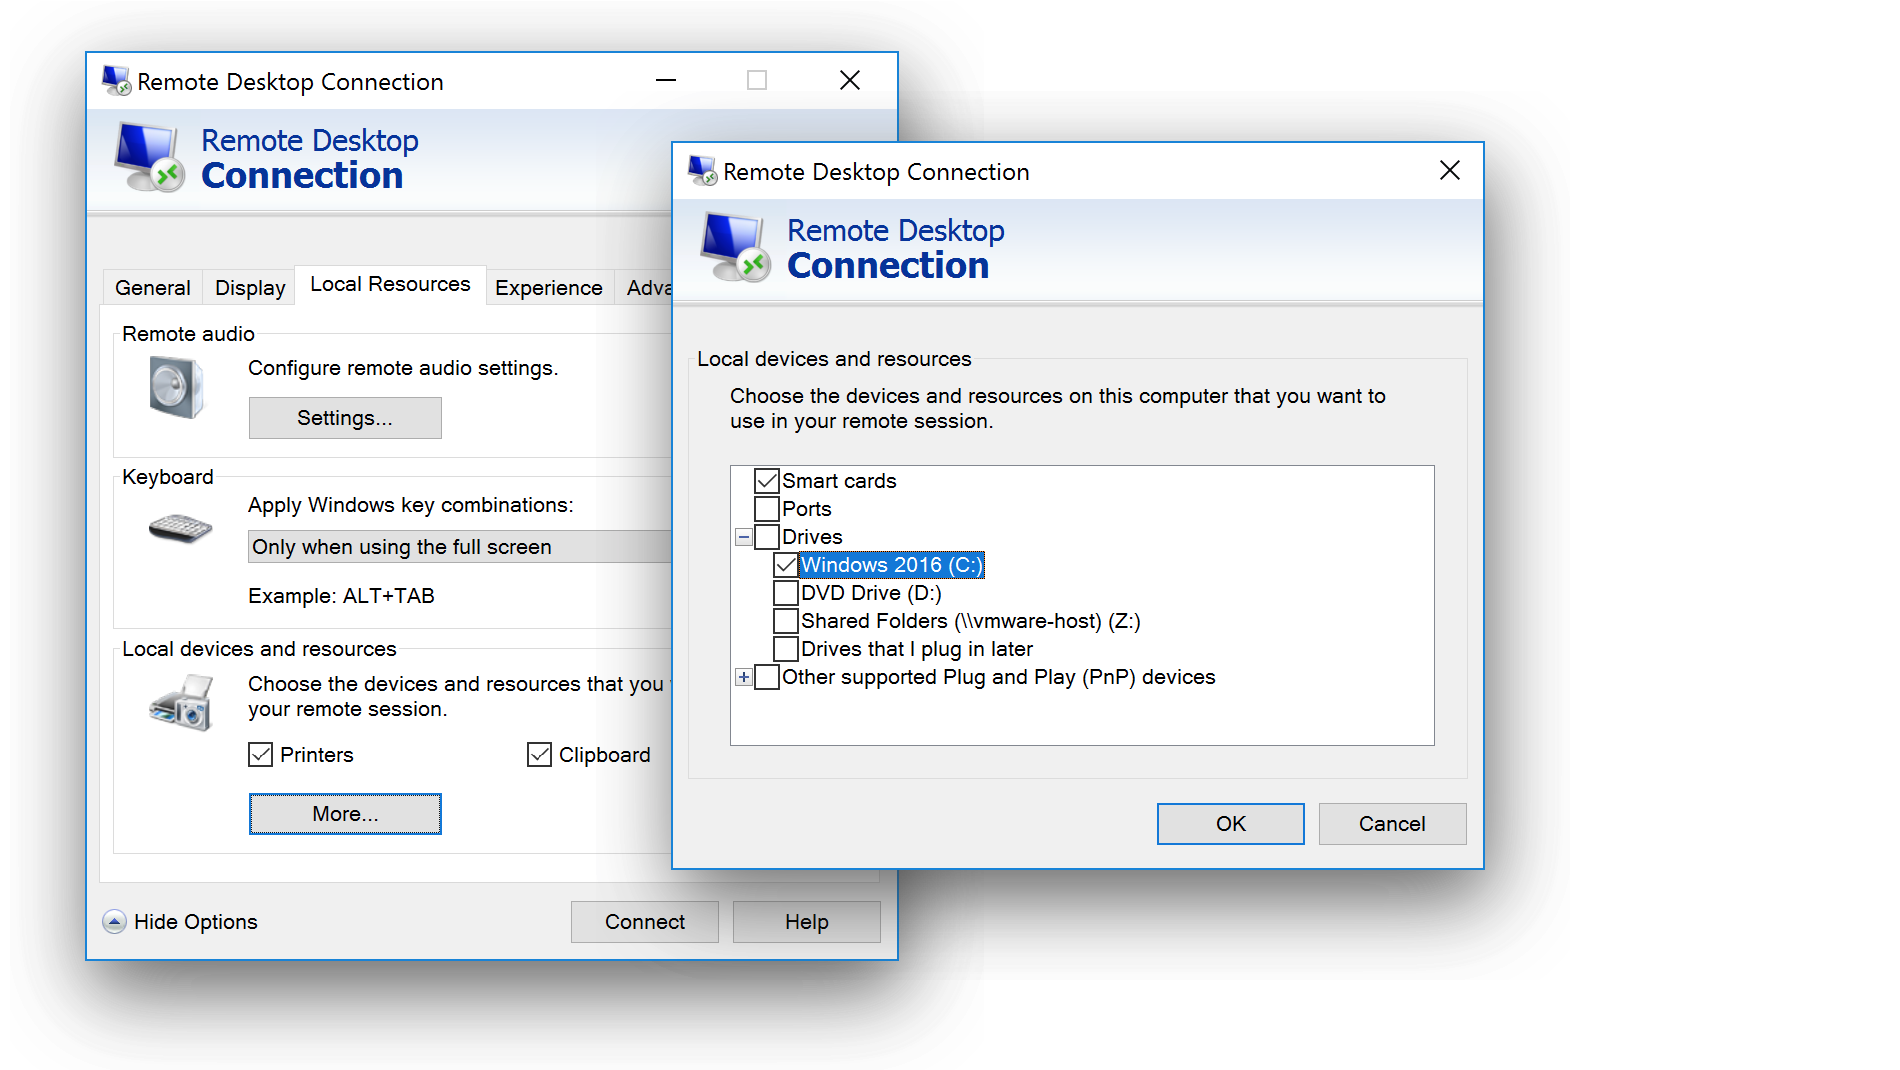 Remote Desktop Connection
Remote Desktop
Connection
General Display Local Resources Experience
Remote audio
Configure remote audio settings.
Settings...
Keyboard
Apply Windows key combinations:
Only when using the full screen
Example: ALT+TAB
Local devices and resources
Choose the devices and resources that you
your remote session.
Printers Clipboard
More...
Hide Options Connect Help
Remote Desktop Connection
Remote Desktop
Connection
Local devices and resources
Choose the devices and resources on this computer that you want to
use in your remote session.
Smart cards
Ports
Drives
Windows 2016 (C:)
DVD Drive (D:)
Shared Folders (\\vmware-host) (Z:)
Drives that I plug in later
Other supported Plug and Play (PnP) devices
OK Cancel